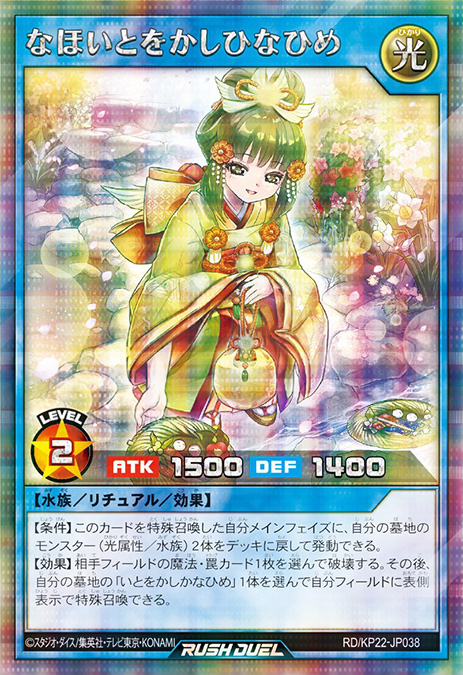 なほいとをかしひなひめ
ひかり
光
LEVEL
2
ATK 1500 DEF 1400
【水族／リチュアル／効果】
【条件】このカードを特殊召喚した自分メインフェイズに、自分の墓地の
モンスター（光属性／水族）２体をデッキに戻して発動できる。
【効果】相手フィールドの魔法・罠カード１枚を選んで破壊する。その後、
自分の墓地の「いとをかしかなひめ」１体を選んで自分フィールドに表側
表示で特殊召喚できる。
©スタジオ・ダイス/集英社・テレビ東京・KONAMI
RUSH DUEL
RD/KP22-JP038